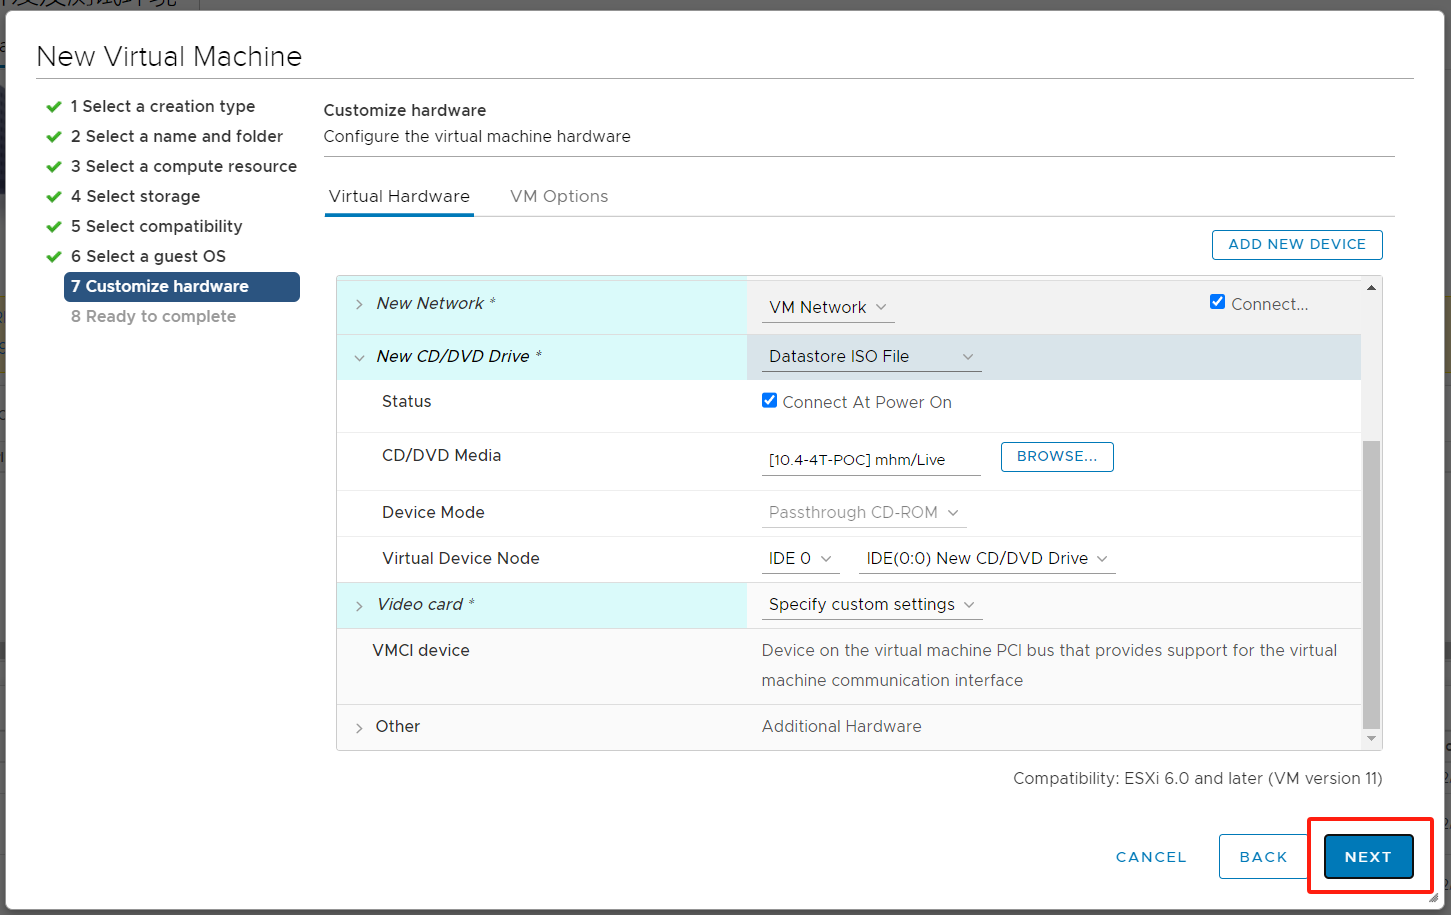 New Virtual Machine
1 Select a creation type
2 Select a name and folder
3 Select a compute resource
4 Select storage
5 Select compatibility
6 Select a guest OS
7 Customize hardware
8 Ready to complete
Customize hardware
Configure the virtual machine hardware
Virtual Hardware VM Options
ADD NEW DEVICE
New Network * VM Network Connect...
New CD/DVD Drive * Datastore ISO File
Status Connect At Power On
CD/DVD Media [10.4-4T-POC] mhm/Live BROWSE...
Device Mode Passthrough CD-ROM
Virtual Device Node IDE 0 IDE(0:0) New CD/DVD Drive
Video card * Specify custom settings
VMCI device Device on the virtual machine PCI bus that provides support for the virtual
machine communication interface
Other Additional Hardware
Compatibility: ESXi 6.0 and later (VM version 11)
CANCEL BACK NEXT